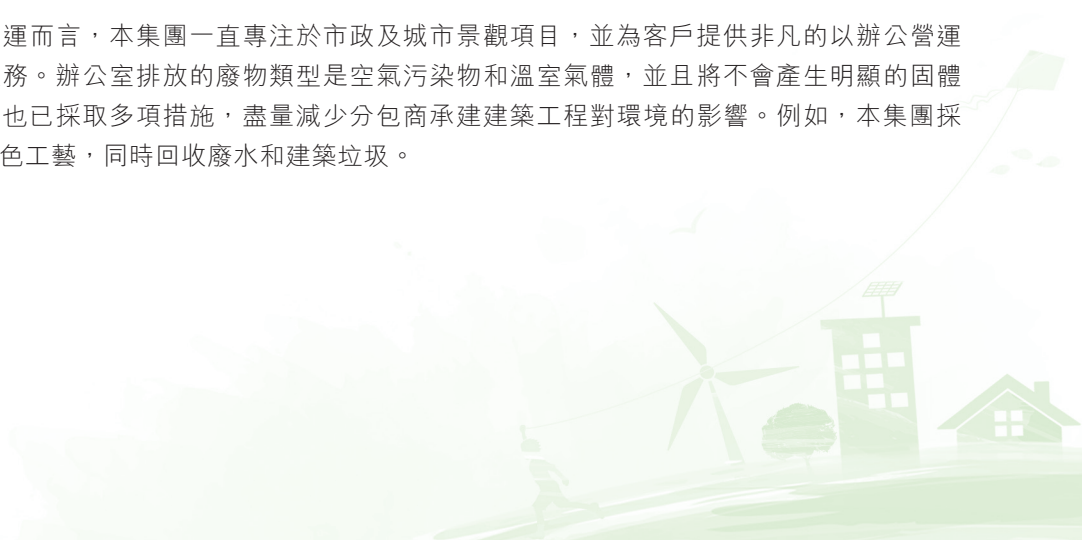 運而言，本集團一直專注於市政及城市景觀項目，並為客戶提供非凡的以辦公營運
務。辦公室排放的廢物類型是空氣污染物和溫室氣體，並且將不會產生明顯的固體
也已採取多項措施，盡量減少分包商承建建築工程對環境的影響。例如，本集團採
色工藝，同時回收廢水和建築垃圾。